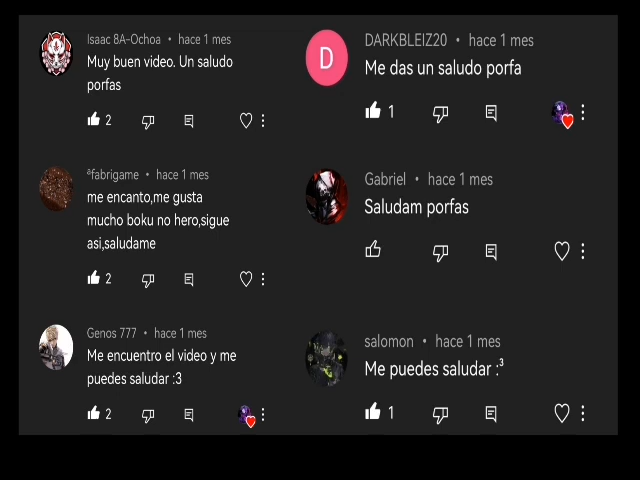 Isaac 8A-Ochoa • hace 1 mes
Muy buen video. Un saludo
porfas
2
ªfabrigame • hace 1 mes
me encanto,me gusta
mucho boku no hero,sigue
asi,saludame
2
Genos 777 • hace 1 mes
Me encuentro el video y me
puedes saludar :3
2
D
DARKBLEIZ20 • hace 1 mes
Me das un saludo porfa
1
Gabriel • hace 1 mes
Saludam porfas
salomon • hace 1 mes
Me puedes saludar :³
1